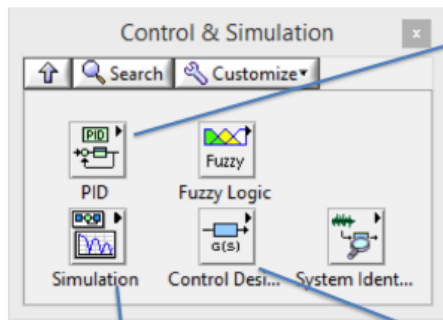 Control & Simulation x
Search Customize
PID
Fuzzy
PID Fuzzy Logic
G(s)
Simulation Control Desi... System Ident...